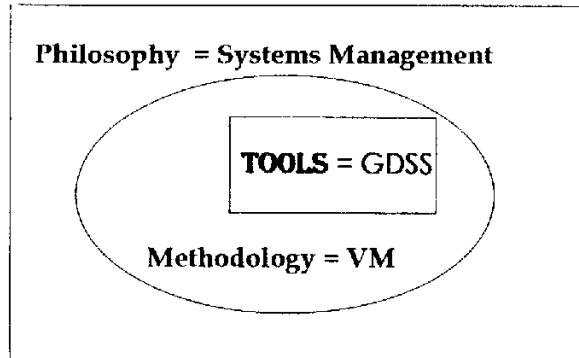 Philosophy = Systems Management
TOOLS = GDSS
Methodology = VM